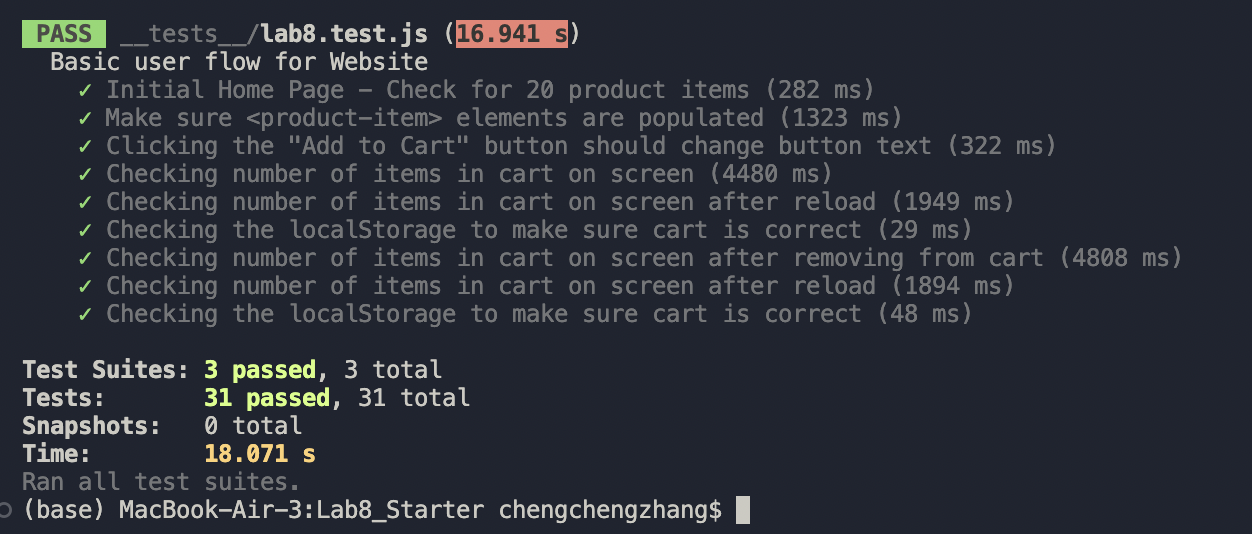 PASS __tests__/lab8.test.js (16.941 s)
Basic user flow for Website
✓ Initial Home Page – Check for 20 product items (282 ms)
✓ Make sure <product-item> elements are populated (1323 ms)
✓ Clicking the "Add to Cart" button should change button text (322 ms)
✓ Checking number of items in cart on screen (4480 ms)
✓ Checking number of items in cart on screen after reload (1949 ms)
✓ Checking the localStorage to make sure cart is correct (29 ms)
✓ Checking number of items in cart on screen after removing from cart (4808 ms)
✓ Checking number of items in cart on screen after reload (1894 ms)
✓ Checking the localStorage to make sure cart is correct (48 ms)
Test Suites: 3 passed, 3 total
Tests: 31 passed, 31 total
Snapshots: 0 total
Time: 18.071 s
Ran all test suites.
(base) MacBook-Air-3:Lab8_Starter chengchengzhang$